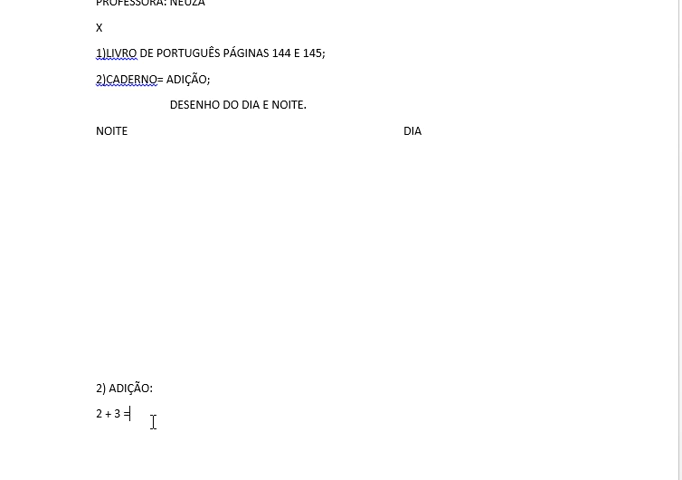 PROFESSORA: NEUZA
X
1)LIVRO DE PORTUGUÊS PÁGINAS 144 E 145;
2)CADERNO= ADIÇÃO;
DESENHO DO DIA E NOITE.
NOITE DIA
2) ADIÇÃO:
2 + 3 =